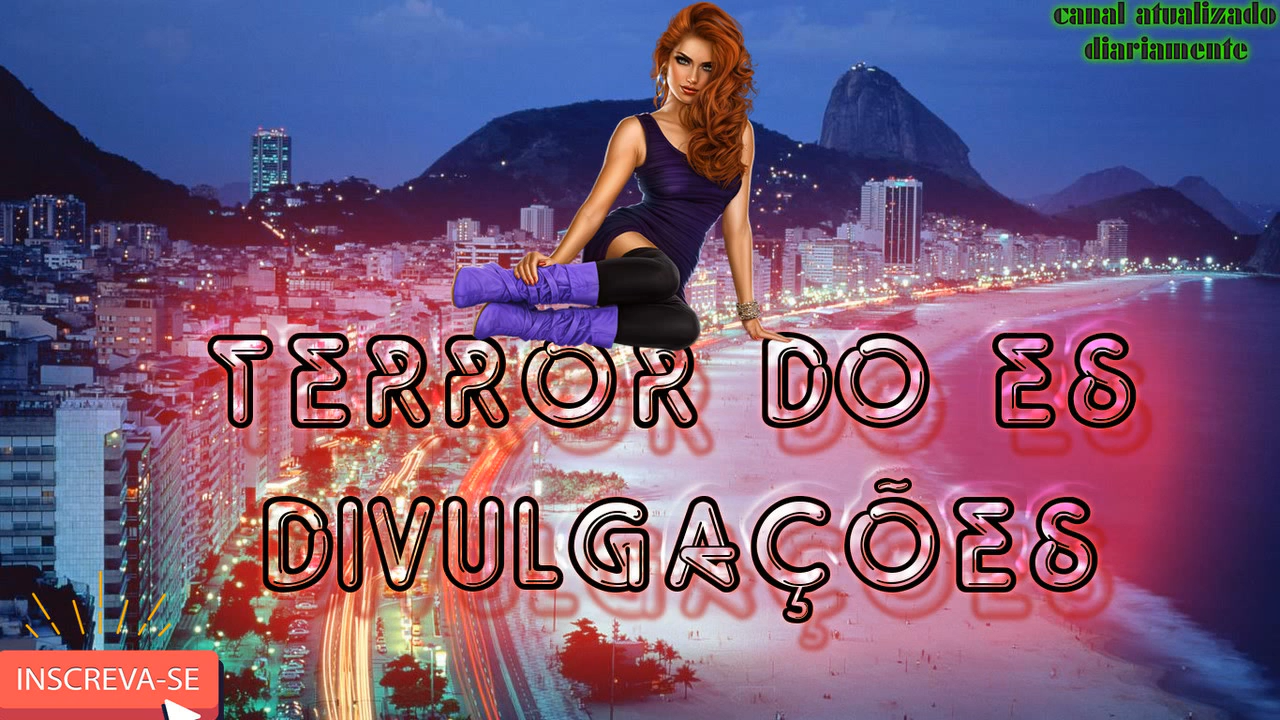 canal atualizado
diariamente
TERROR DO ES
DIVULGAÇÕES
INSCREVA-SE